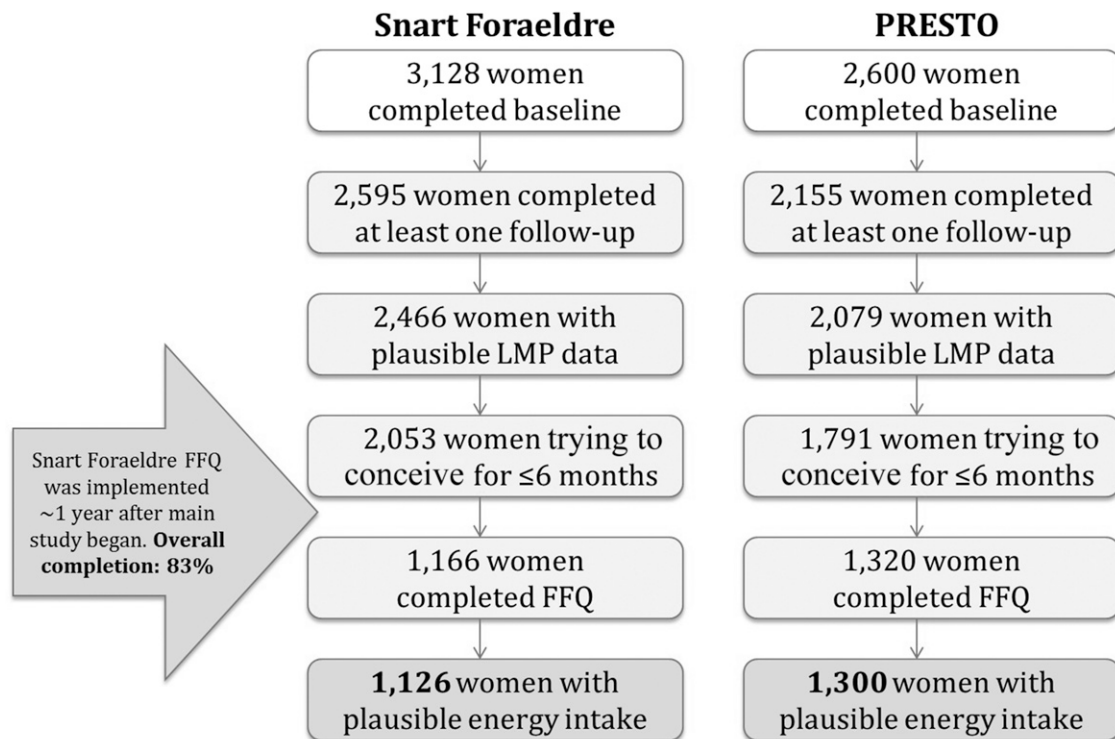 Snart Foraeldre
3,128 women
completed baseline
2,595 women completed
at least one follow-up
2,466 women with
plausible LMP data
2,053 women trying to
conceive for ≤6 months
1,166 women
completed FFQ
1,126 women with
plausible energy intake
PRESTO
2,600 women
completed baseline
2,155 women completed
at least one follow-up
2,079 women with
plausible LMP data
1,791 women trying to
conceive for ≤6 months
1,320 women
completed FFQ
1,300 women with
plausible energy intake
Snart Foraeldre FFQ
was implemented
~1 year after main
study began. Overall
completion: 83%